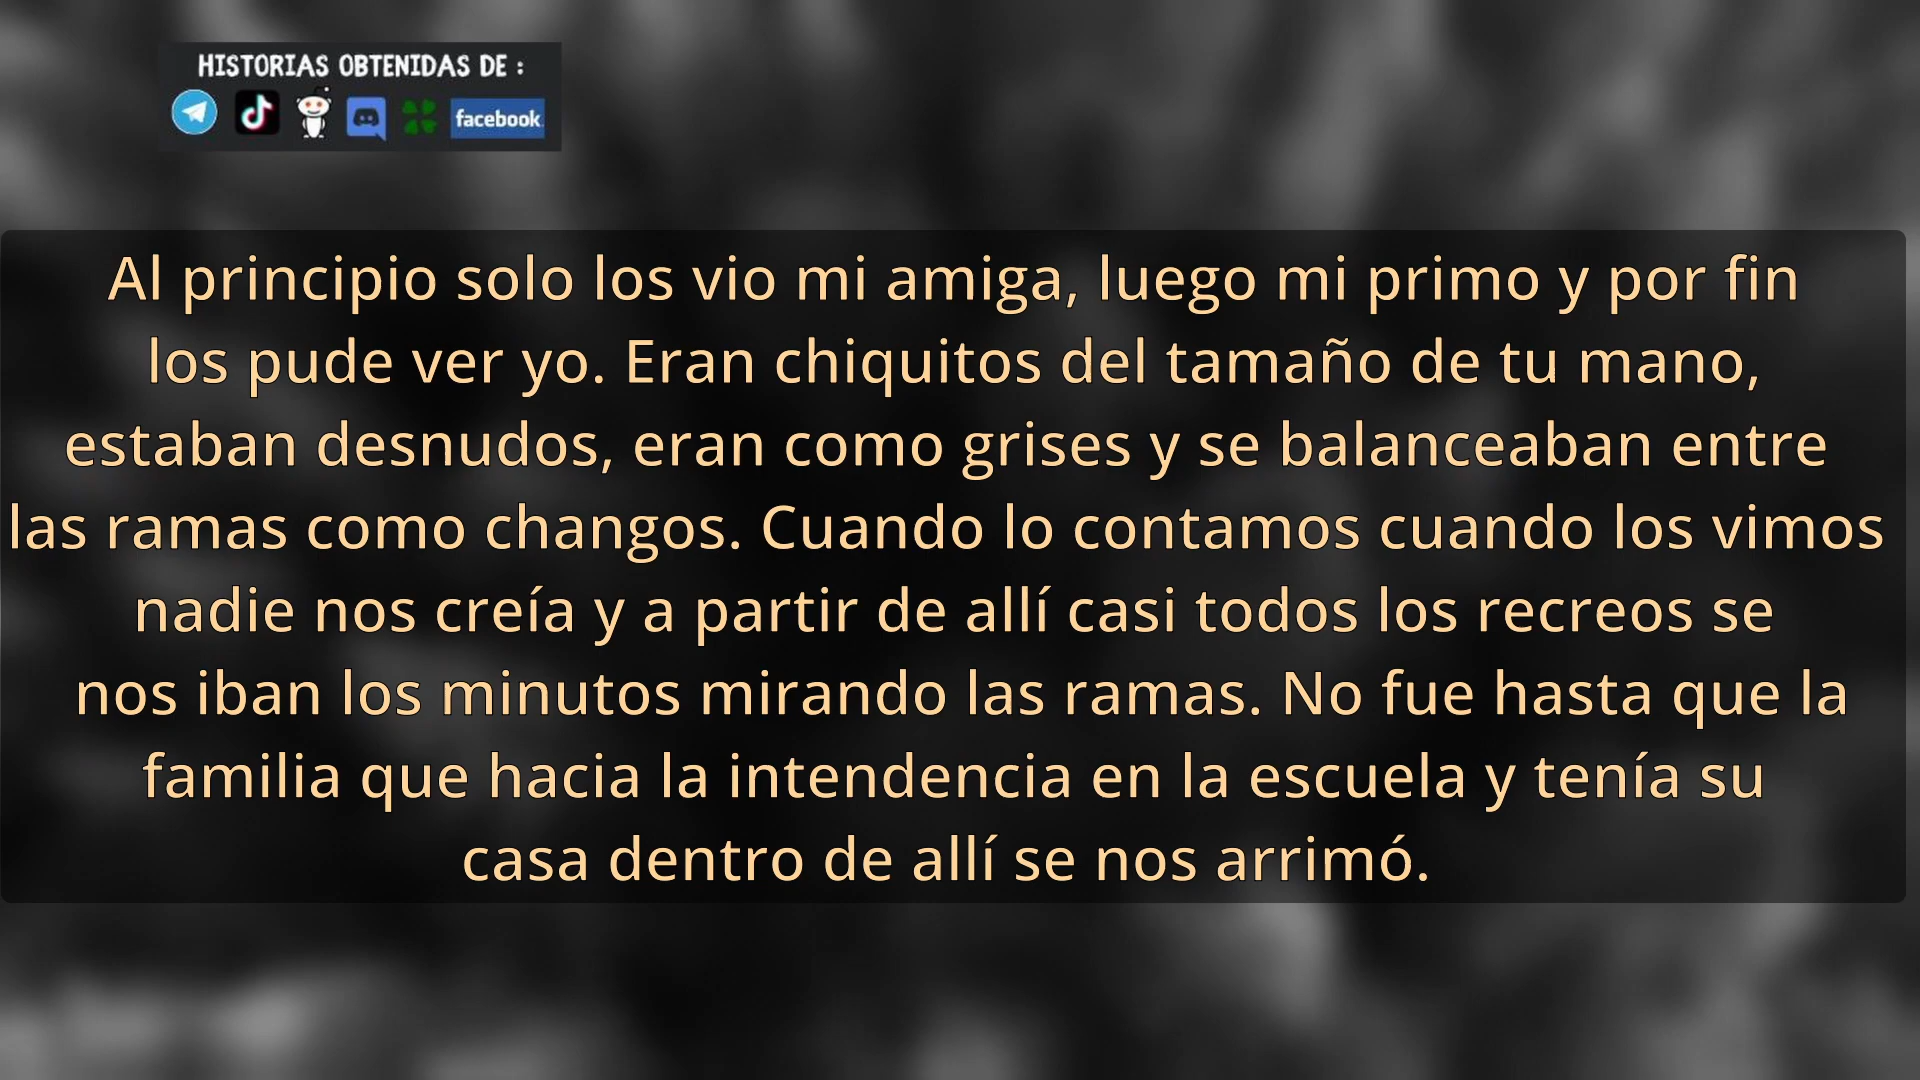 HISTORIAS OBTENIDAS DE :
facebook
Al principio solo los vio mi amiga, luego mi primo y por fin
los pude ver yo. Eran chiquitos del tamaño de tu mano,
estaban desnudos, eran como grises y se balanceaban entre
las ramas como changos. Cuando lo contamos cuando los vimos
nadie nos creía y a partir de allí casi todos los recreos se
nos iban los minutos mirando las ramas. No fue hasta que la
familia que hacia la intendencia en la escuela y tenía su
casa dentro de allí se nos arrimó.